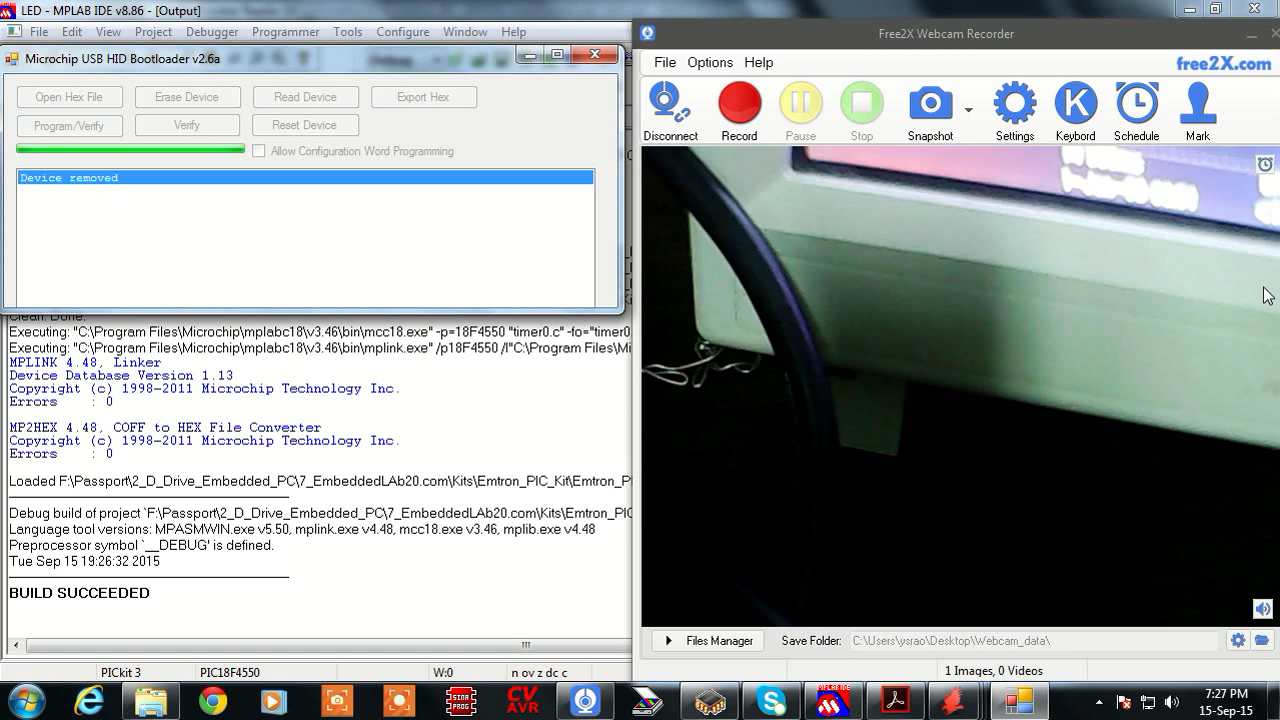 LED - MPLAB IDE v8.86 - [Output]
File Edit View Project Debugger Programmer Tools Configure Window Help
Microchip USB HID Bootloader v2.6a
Open Hex File Erase Device Read Device Export Hex
Program/Verify Verify Reset Device
Allow Configuration Word Programming
Device removed
Clean: Done.
Executing: "C:\Program Files\Microchip\mplabc18\v3.46\bin\mcc18.exe" -p=18F4550 "timer0.c" -fo="timer0
Executing: "C:\Program Files\Microchip\mplabc18\v3.46\bin\mplink.exe" /p18F4550 /l"C:\Program Files\Mi
MPLINK 4.48, Linker
Device Database Version 1.13
Copyright (c) 1998-2011 Microchip Technology Inc.
Errors : 0
MP2HEX 4.48, COFF to HEX File Converter
Copyright (c) 1998-2011 Microchip Technology Inc.
Errors : 0
Loaded F:\Passport\2_D_Drive_Embedded_PC\7_EmbeddedLAb20.com\Kits\Emtron_PIC_Kit\Emtron_P
Debug build of project `F:\Passport\2_D_Drive_Embedded_PC\7_EmbeddedLAb20.com\Kits\Emtron_PIC
Language tool versions: MPASMWIN.exe v5.50, mplink.exe v4.48, mcc18.exe v3.46, mplib.exe v4.48
Preprocessor symbol `__DEBUG' is defined.
Tue Sep 15 19:26:32 2015
BUILD SUCCEEDED
PICkit 3 PIC18F4550 W:0 n ov z dc c
Free2X Webcam Recorder
File Options Help
free2X.com
Disconnect Record Pause Stop Snapshot Settings Keybord Schedule Mark
Files Manager Save Folder: C:\Users\ysrao\Desktop\Webcam_data\
1 Images, 0 Videos
SINA PROG
CV AVR
MPLAB IDE
7:27 PM
15-Sep-15